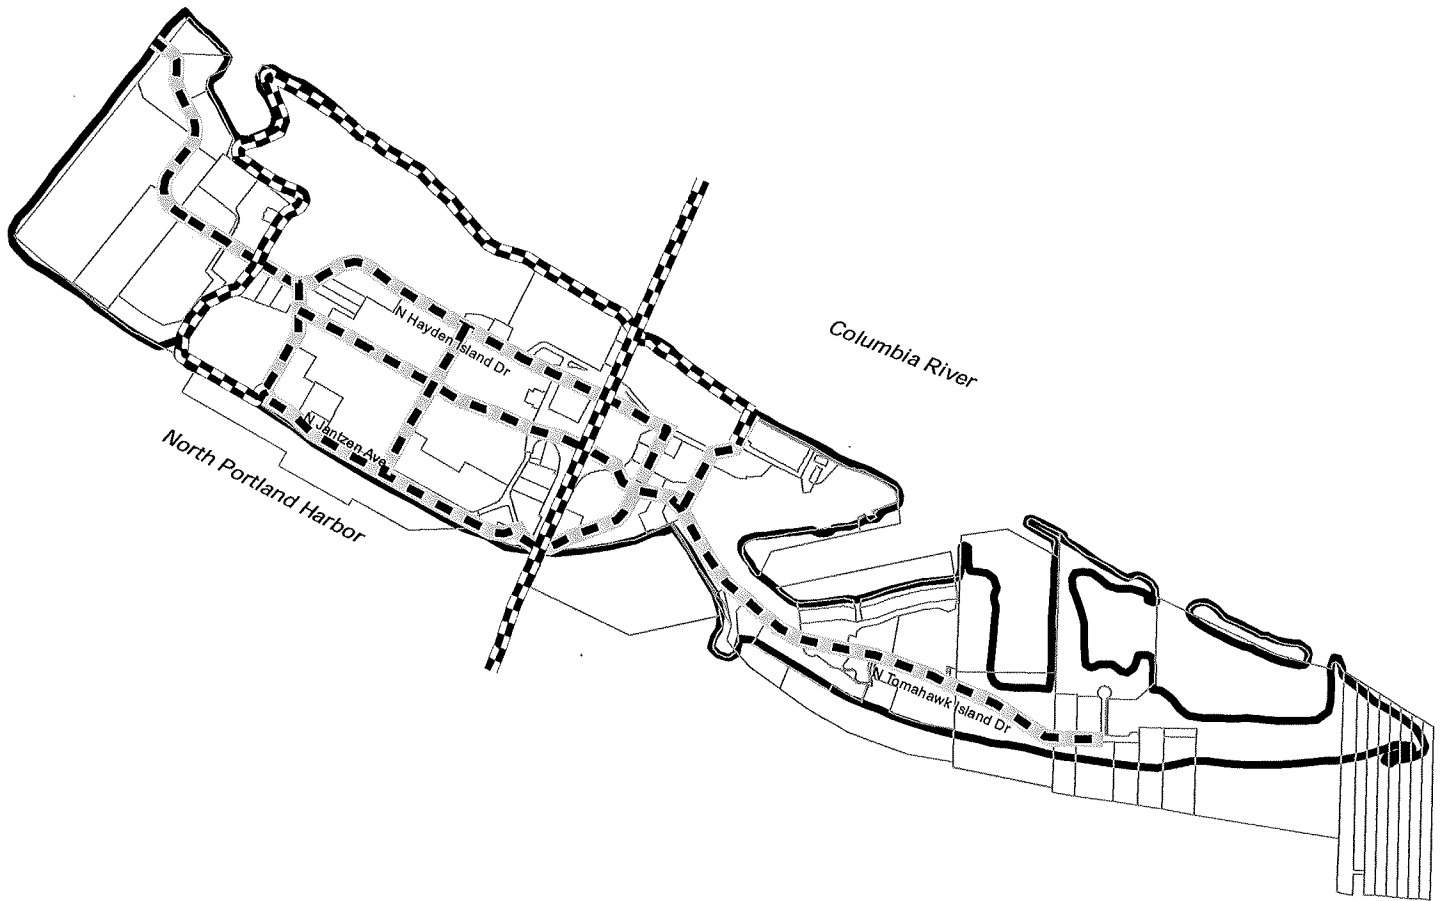 N Hayden Island Dr
Columbia River
N Jantzen Ave
North Portland Harbor
N Tomahawk Island Dr